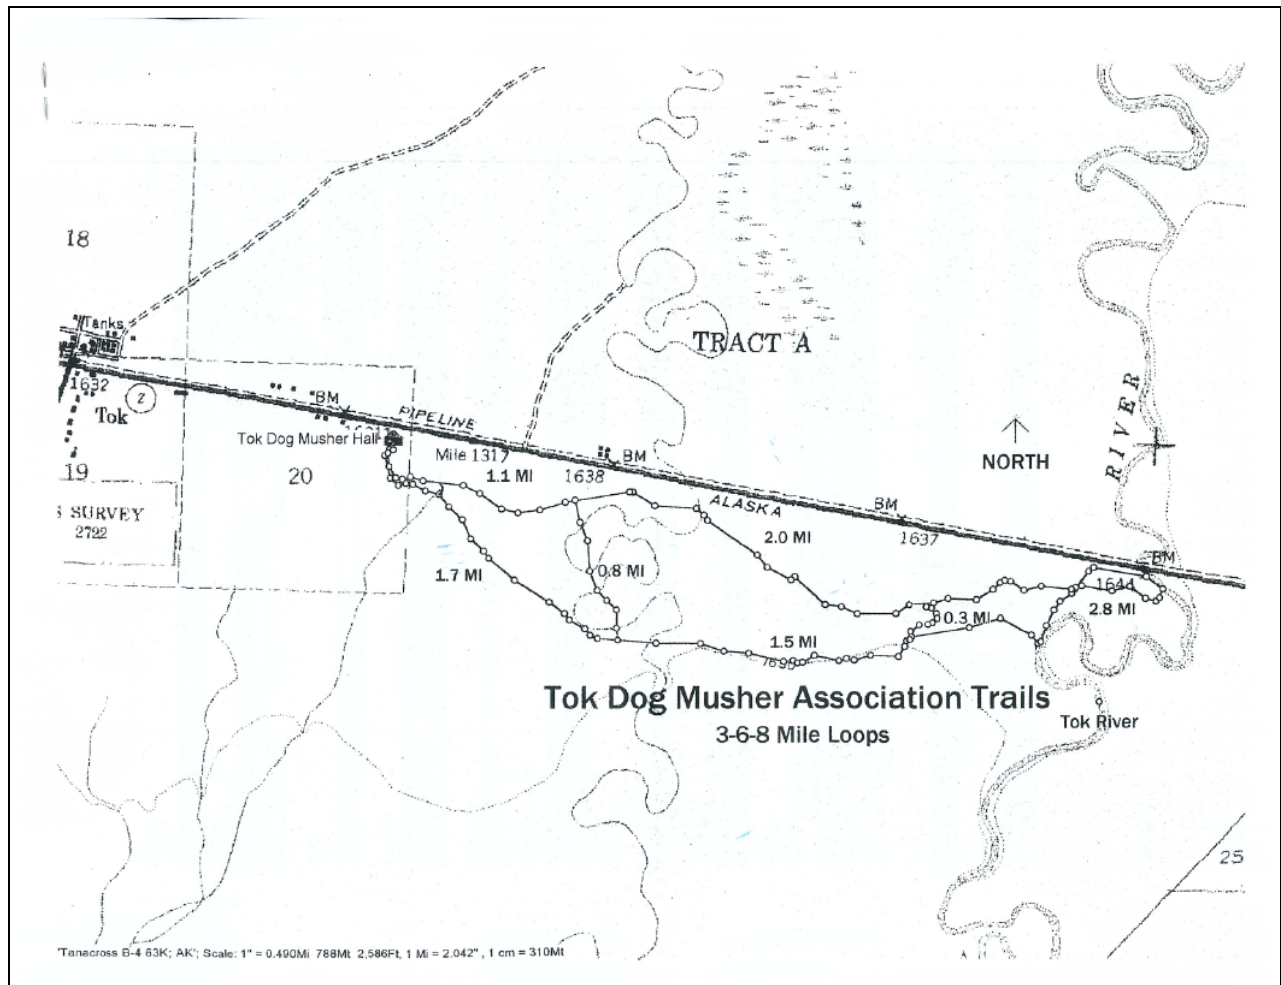 18
Tanks
TRACT A
1632
Tok
2
BM
PIPELINE
Tok Dog Musher Hall
Mile 1317
BM
RIVER
NORTH
19
20
1.1 MI
1638
S SURVEY
2722
ALASKA
BM
2.0 MI
1637
BM
1.7 MI
0.8 MI
1644
0.3 MI
2.8 MI
1.5 MI
Tok Dog Musher Association Trails
3-6-8 Mile Loops
Tok River
25
'Tanacross B-4 63K; AK'; Scale: 1" = 0.490Mi 788Mt 2,586Ft, 1 Mi = 2.042" , 1 cm = 310Mt